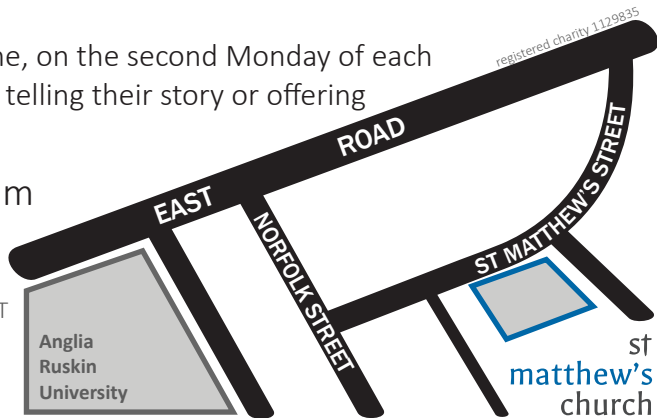 registered charity 1129835
ne, on the second Monday of each
telling their story or offering
m
EAST ROAD
NORFOLK STREET
ST MATTHEW'S STREET
T
Anglia
Ruskin
University
st
matthew's
church